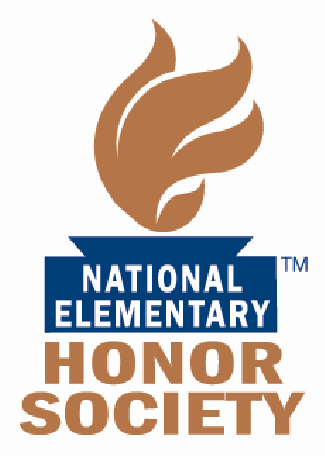 NATIONAL ™
ELEMENTARY
HONOR
SOCIETY